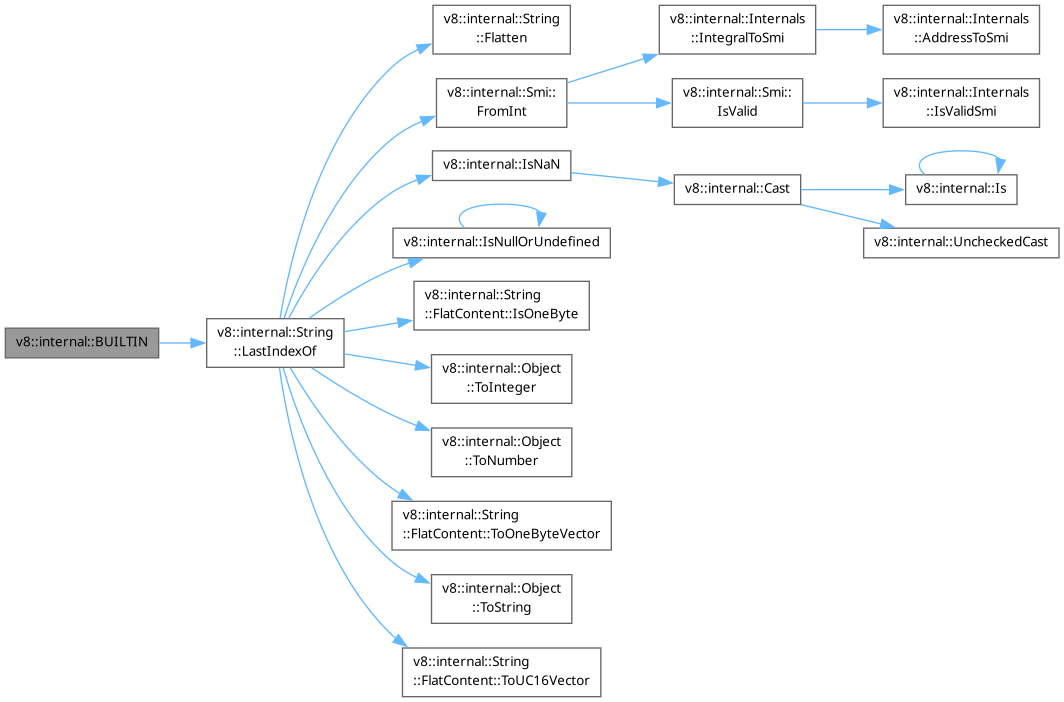 v8::internal::BUILTIN
v8::internal::String
::LastIndexOf
v8::internal::String
::Flatten
v8::internal::Smi::
FromInt
v8::internal::Internals
::IntegralToSmi
v8::internal::Internals
::AddressToSmi
v8::internal::Smi::
IsValid
v8::internal::Internals
::IsValidSmi
v8::internal::IsNaN
v8::internal::Cast
v8::internal::Is
v8::internal::UncheckedCast
v8::internal::IsNullOrUndefined
v8::internal::String
::FlatContent::IsOneByte
v8::internal::Object
::ToInteger
v8::internal::Object
::ToNumber
v8::internal::String
::FlatContent::ToOneByteVector
v8::internal::Object
::ToString
v8::internal::String
::FlatContent::ToUC16Vector